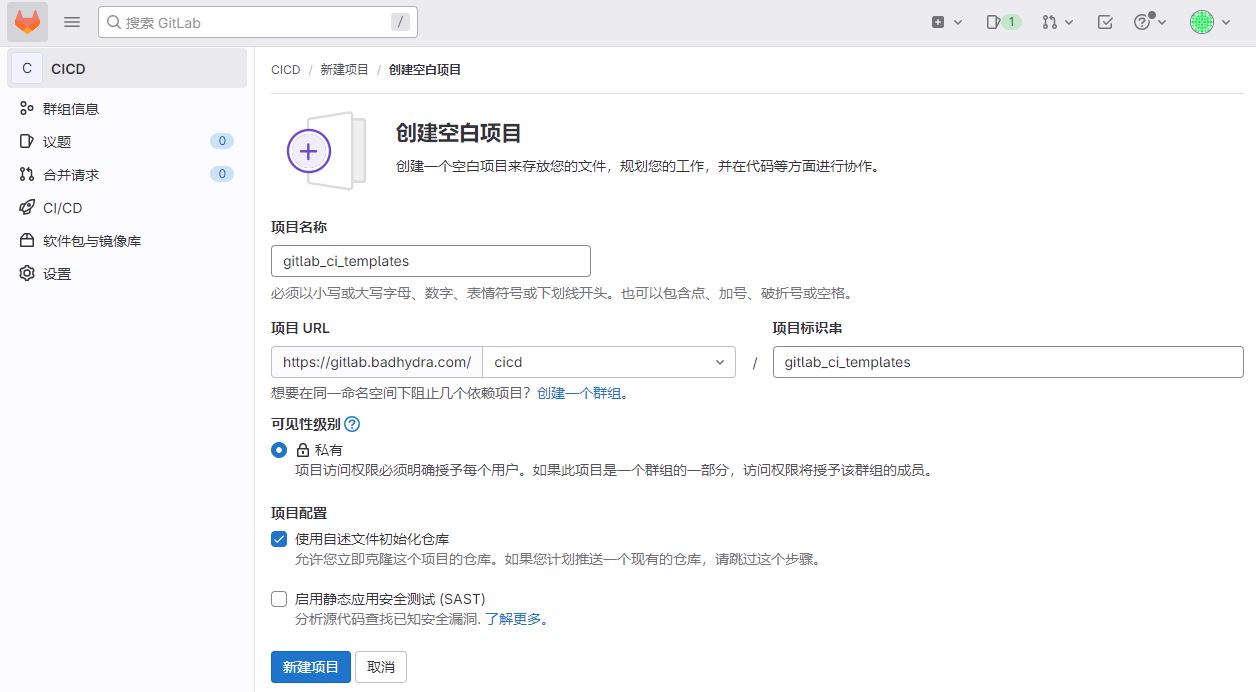 搜索 GitLab
/
1
C
CICD
群组信息
议题
0
合并请求
0
CI/CD
软件包与镜像库
设置
CICD / 新建项目 / 创建空白项目
创建空白项目
创建一个空白项目来存放您的文件，规划您的工作，并在代码等方面进行协作。
项目名称
gitlab_ci_templates
必须以小写或大写字母、数字、表情符号或下划线开头。也可以包含点、加号、破折号或空格。
项目 URL
https://gitlab.badhydra.com/
cicd
/
项目标识串
gitlab_ci_templates
想要在同一命名空间下阻止几个依赖项目？创建一个群组。
可见性级别
私有
项目访问权限必须明确授予每个用户。如果此项目是一个群组的一部分，访问权限将授予该群组的成员。
项目配置
使用自述文件初始化仓库
允许您立即克隆这个项目的仓库。如果您计划推送一个现有的仓库，请跳过这个步骤。
启用静态应用安全测试 (SAST)
分析源代码查找已知安全漏洞. 了解更多。
新建项目
取消